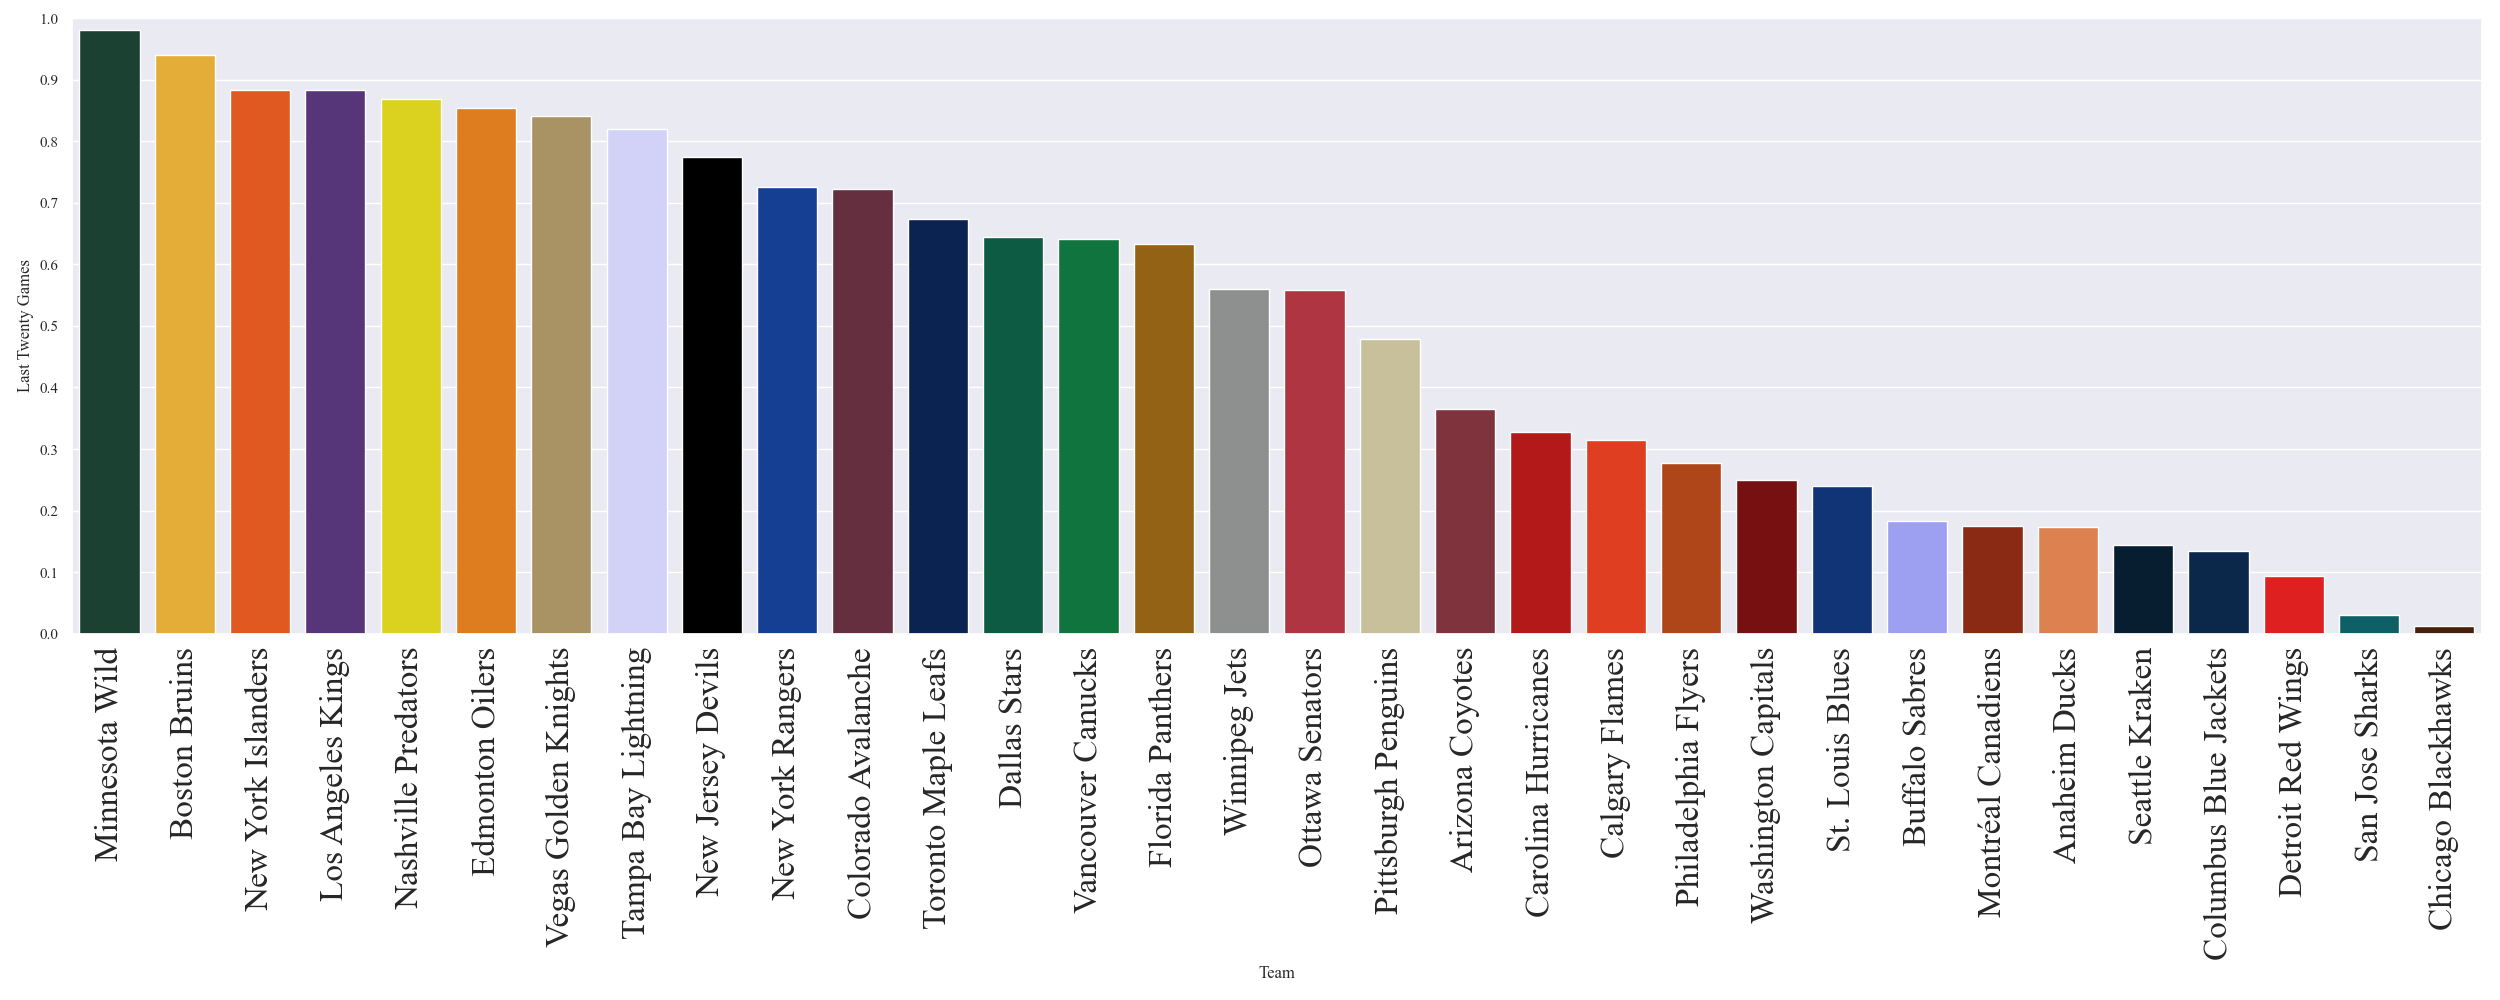 1.0
0.9
0.8
0.7
0.6
0.5
0.4
0.3
0.2
0.1
0.0
Last Twenty Games
Minnesota Wild
Boston Bruins
New York Islanders
Los Angeles Kings
Nashville Predators
Edmonton Oilers
Vegas Golden Knights
Tampa Bay Lightning
New Jersey Devils
New York Rangers
Colorado Avalanche
Toronto Maple Leafs
Dallas Stars
Vancouver Canucks
Florida Panthers
Winnipeg Jets
Ottawa Senators
Pittsburgh Penguins
Arizona Coyotes
Carolina Hurricanes
Calgary Flames
Philadelphia Flyers
Washington Capitals
St. Louis Blues
Buffalo Sabres
Montréal Canadiens
Anaheim Ducks
Seattle Kraken
Columbus Blue Jackets
Detroit Red Wings
San Jose Sharks
Chicago Blackhawks
Team